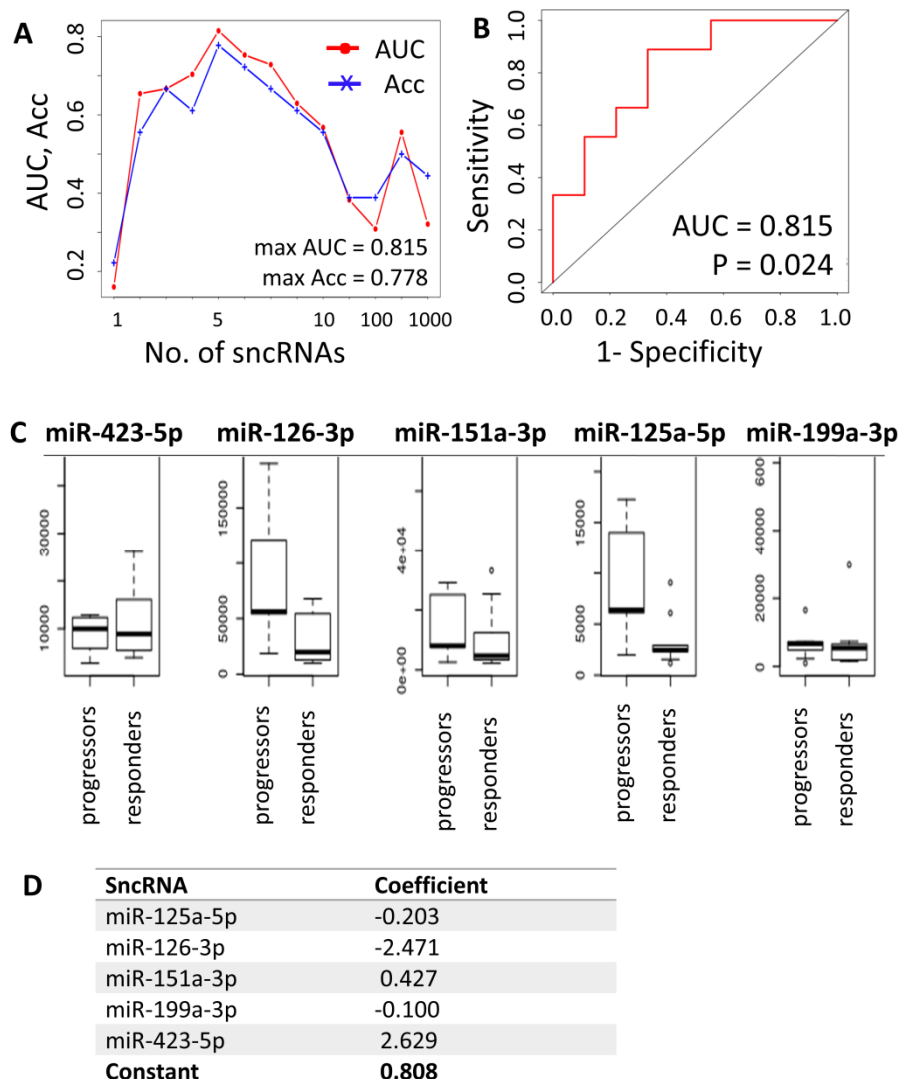 A
AUC, Acc
0.8
0.6
0.4
0.2
AUC
Acc
max AUC = 0.815
max Acc = 0.778
1
5
10
100
1000
No. of sncRNAs
B
Sensitivity
1.0
0.8
0.6
0.4
0.2
0.0
AUC = 0.815
P = 0.024
0.0
0.2
0.4
0.6
0.8
1.0
1- Specificity
C
miR-423-5p
miR-126-3p
miR-151a-3p
miR-125a-5p
miR-199a-3p
30000
10000
progressors
responders
150000
50000
0
progressors
responders
4e+04
0e+00
progressors
responders
15000
5000
0
progressors
responders
60000
40000
20000
0
progressors
responders
D
SncRNA Coefficient
miR-125a-5p -0.203
miR-126-3p -2.471
miR-151a-3p 0.427
miR-199a-3p -0.100
miR-423-5p 2.629
Constant 0.808